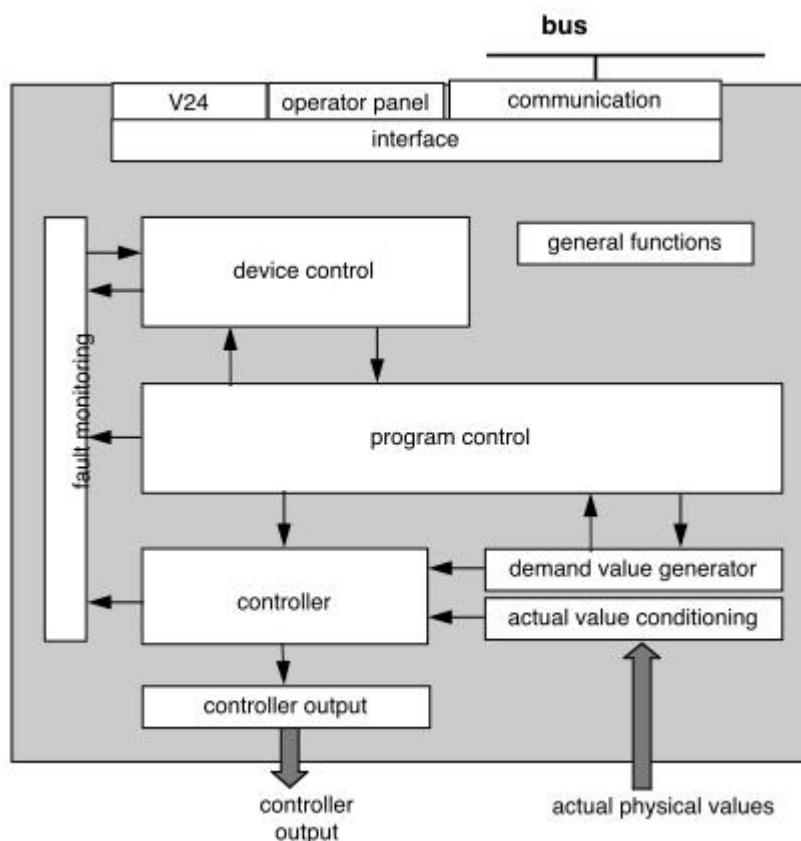 bus
V24
operator panel
communication
interface
general functions
device control
fault monitoring
program control
demand value generator
controller
actual value conditioning
controller output
controller
output
actual physical values